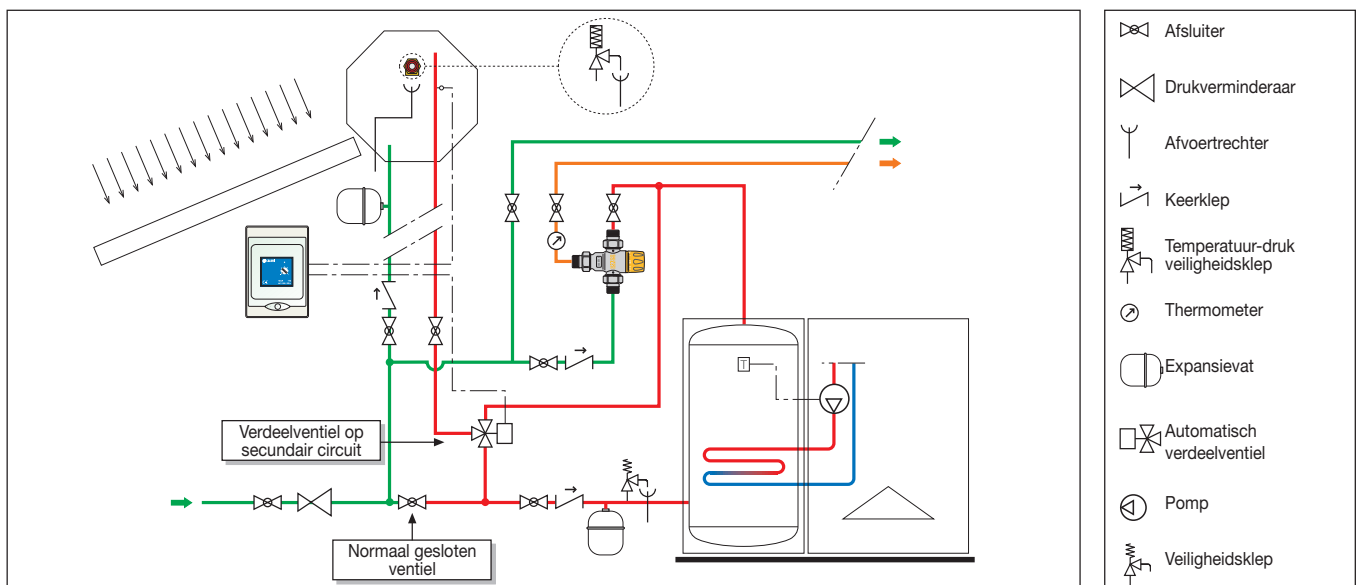 Verdeelventiel op
secundair circuit
Normaal gesloten
ventiel
T
Afsluiter
Drukverminderaar
Afvoertrechter
Keerklep
Temperatuur-druk
veiligheidsklep
Thermometer
Expansievat
Automatisch
verdeelventiel
Pomp
Veiligheidsklep